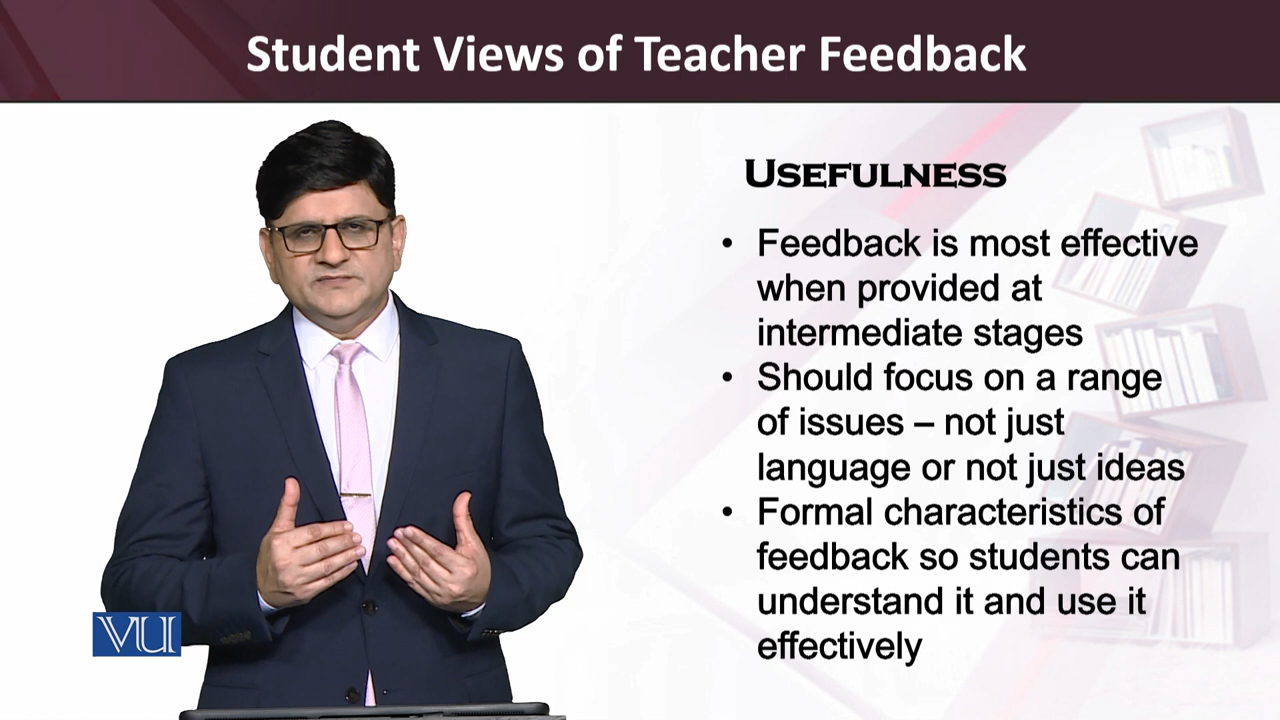 Student Views of Teacher Feedback
USEFULNESS
• Feedback is most effective
when provided at
intermediate stages
• Should focus on a range
of issues – not just
language or not just ideas
• Formal characteristics of
feedback so students can
understand it and use it
effectively
VU